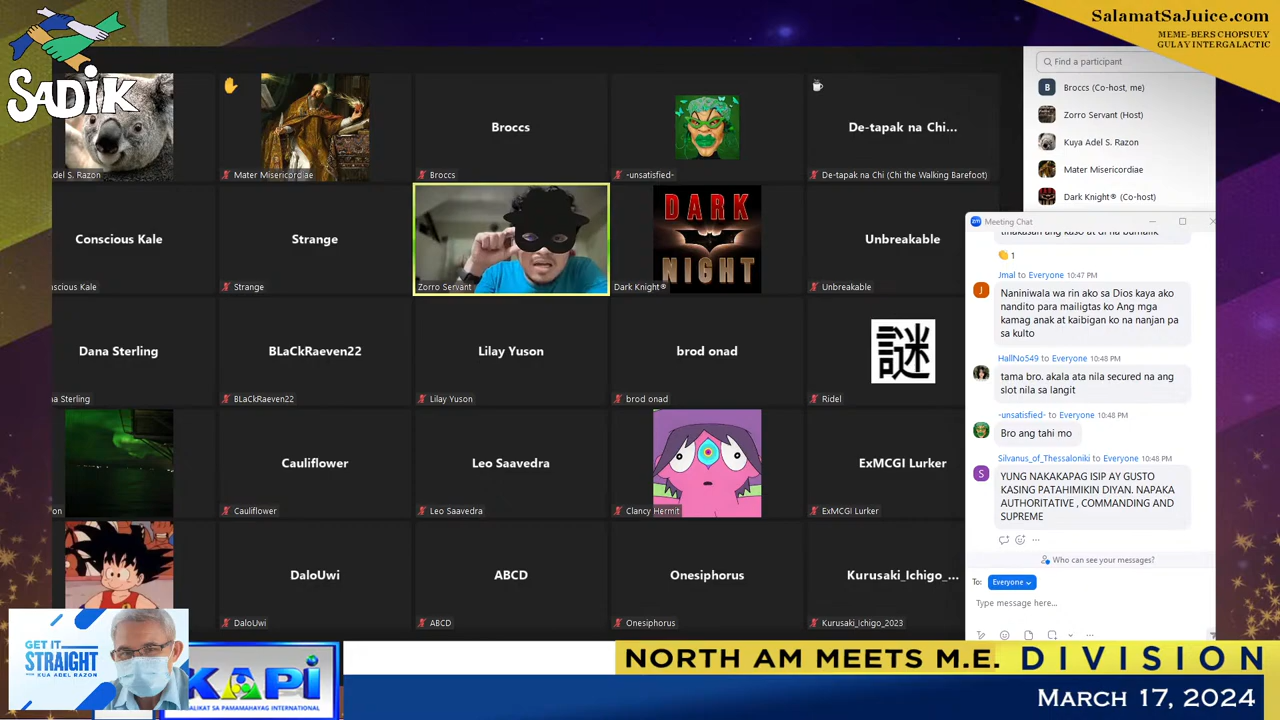 SalamatSaJuice.com
MEME-BERS CHOPSUEY
GULAY INTERGALACTIC
SADIK
Find a participant
B Broccs (Co-host, me)
Zorro Servant (Host)
Kuya Adel S. Razon
Mater Misericordiae
Dark Knight® (Co-host)
Adel S. Razon
Mater Misericordiae
Broccs
Broccs
-unsatisfied-
De-tapak na Chi...
De-tapak na Chi (Chi the Walking Barefoot)
Conscious Kale
scious Kale
Strange
Strange
Zorro Servant
DARK
NIGHT
Dark Knight®
Unbreakable
Unbreakable
Dana Sterling
na Sterling
BLaCkRaeven22
BLaCkRaeven22
Lilay Yuson
Lilay Yuson
brod onad
brod onad
謎
Ridel
on
Cauliflower
Cauliflower
Leo Saavedra
Leo Saavedra
Clancy Hermit
ExMCGI Lurker
ExMCGI Lurker
DaloUwi
DaloUwi
ABCD
ABCD
Onesiphorus
Onesiphorus
Kurusaki_Ichigo_...
Kurusaki_Ichigo_2023
zm Meeting Chat
1
Jmal to Everyone 10:47 PM
J
Naniniwala wa rin ako sa Dios kaya ako
nandito para mailigtas ko Ang mga
kamag anak at kaibigan ko na nanjan pa
sa kulto
HallNo549 to Everyone 10:48 PM
tama bro. akala ata nila secured na ang
slot nila sa langit
-unsatisfied- to Everyone 10:48 PM
Bro ang tahi mo
Silvanus_of_Thessaloniki to Everyone 10:48 PM
S
YUNG NAKAKAPAG ISIP AY GUSTO
KASING PATAHIMIKIN DIYAN. NAPAKA
AUTHORITATIVE , COMMANDING AND
SUPREME
Who can see your messages?
To: Everyone
Type message here...
GET IT
STRAIGHT
KUYA ADEL RAZON
KAPI
PAMAMAHAYAG INTERNATIONAL
NORTH AM MEETS M.E. DIVISION
MARCH 17, 2024